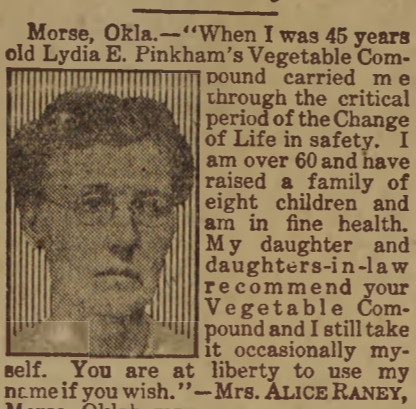 Morse, Okla.—"When I was 45 years
old Lydia E. Pinkham's Vegetable Com-
pound carried me
through the critical
period of the Change
of Life in safety. I
am over 60 and have
raised a family of
eight children and
am in fine health.
My daughter and
daughters-in-law
recommend your
Vegetable Com-
pound and I still take
it occasionally my-
self. You are at liberty to use my
name if you wish."—Mrs. ALICE RANEY,
Morse, Oklahoma.